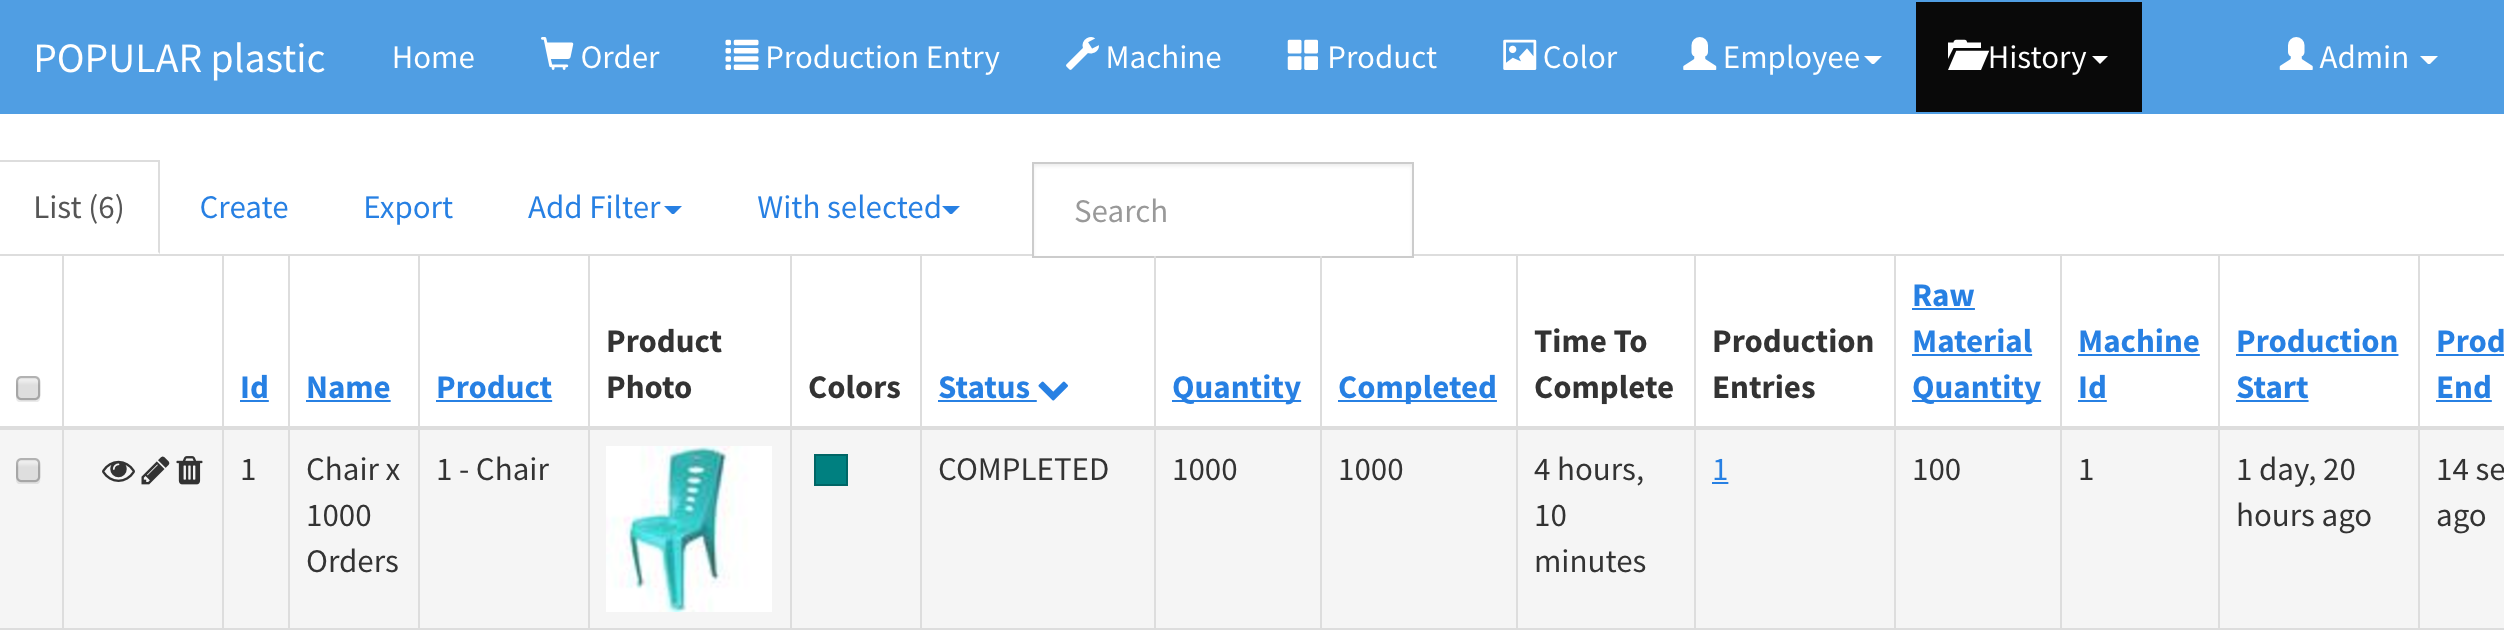 POPULAR plastic Home Order Production Entry Machine Product Color Employee History Admin
List (6) Create Export Add Filter With selected Search
Id Name Product Product Photo Colors Status Quantity Completed Time To Complete Production Entries Raw Material Quantity Machine Id Production Start Prod End
1 Chair x 1000 Orders 1 - Chair COMPLETED 1000 1000 4 hours, 10 minutes 1 100 1 1 day, 20 hours ago 14 se ago